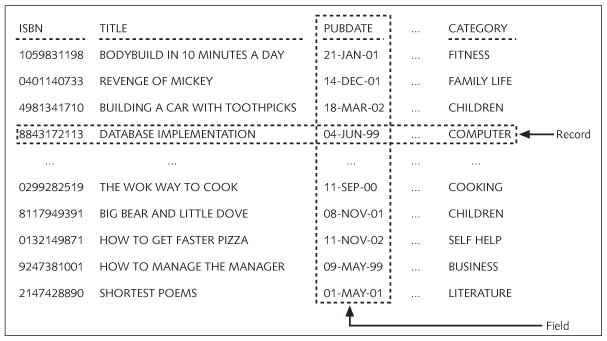 ISBN TITLE PUBDATE ... CATEGORY
1059831198 BODYBUILD IN 10 MINUTES A DAY 21-JAN-01 ... FITNESS
0401140733 REVENGE OF MICKEY 14-DEC-01 ... FAMILY LIFE
4981341710 BUILDING A CAR WITH TOOTHPICKS 18-MAR-02 ... CHILDREN
8843172113 DATABASE IMPLEMENTATION 04-JUN-99 ... COMPUTER Record
... ... ... ... ...
0299282519 THE WOK WAY TO COOK 11-SEP-00 ... COOKING
8117949391 BIG BEAR AND LITTLE DOVE 08-NOV-01 ... CHILDREN
0132149871 HOW TO GET FASTER PIZZA 11-NOV-02 ... SELF HELP
9247381001 HOW TO MANAGE THE MANAGER 09-MAY-99 ... BUSINESS
2147428890 SHORTEST POEMS 01-MAY-01 ... LITERATURE
Field